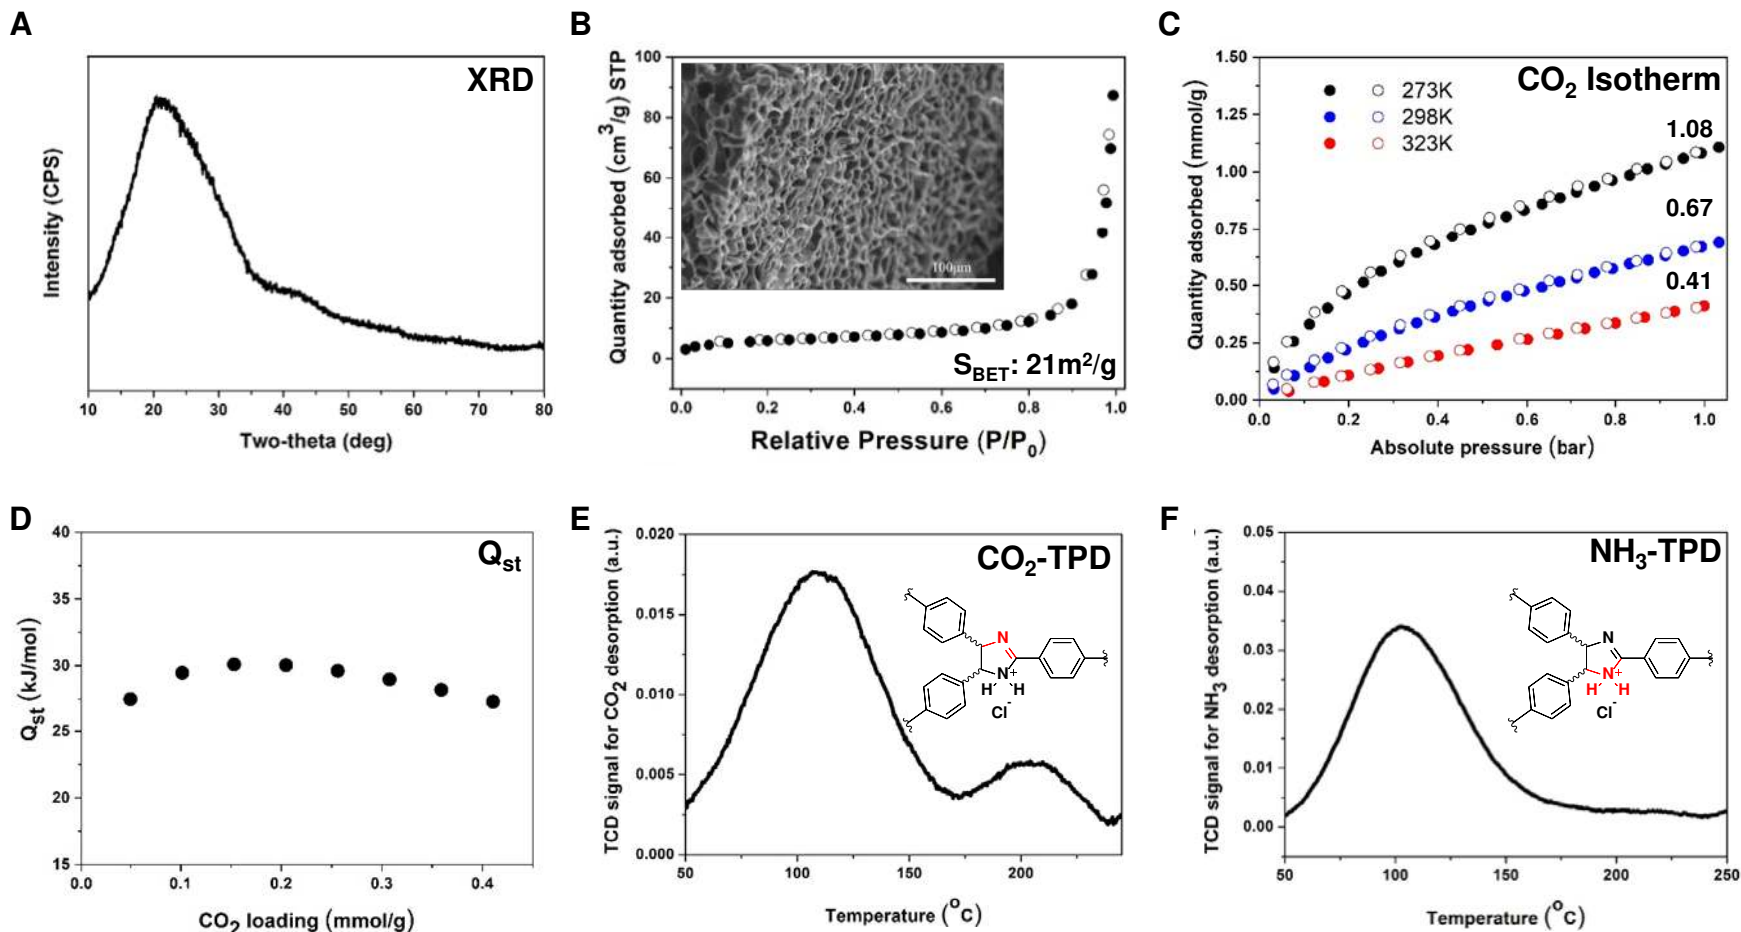 A
XRD
Intensity (CPS)
10 20 30 40 50 60 70 80
Two-theta (deg)
B
Quantity adsorbed (cm³/g) STP
100
80
60
40
20
0
100μm
S_BET: 21m²/g
0.0 0.2 0.4 0.6 0.8 1.0
Relative Pressure (P/P₀)
C
CO₂ Isotherm
Quantity adsorbed (mmol/g)
1.50
1.25
1.00
0.75
0.50
0.25
0.00
273K
298K
323K
1.08
0.67
0.41
0.0 0.2 0.4 0.6 0.8 1.0
Absolute pressure (bar)
D
Q_st
Q_st (kJ/mol)
40
35
30
25
20
15
0.0 0.1 0.2 0.3 0.4
CO₂ loading (mmol/g)
E
CO₂-TPD
TCD signal for CO₂ desorption (a.u.)
0.020
0.015
0.010
0.005
0.000
N
N⁺
H H
Cl⁻
50 100 150 200
Temperature (°C)
F
NH₃-TPD
TCD signal for NH₃ desorption (a.u.)
0.05
0.04
0.03
0.02
0.01
0.00
N
N⁺
H H
Cl⁻
50 100 150 200 250
Temperature (°C)